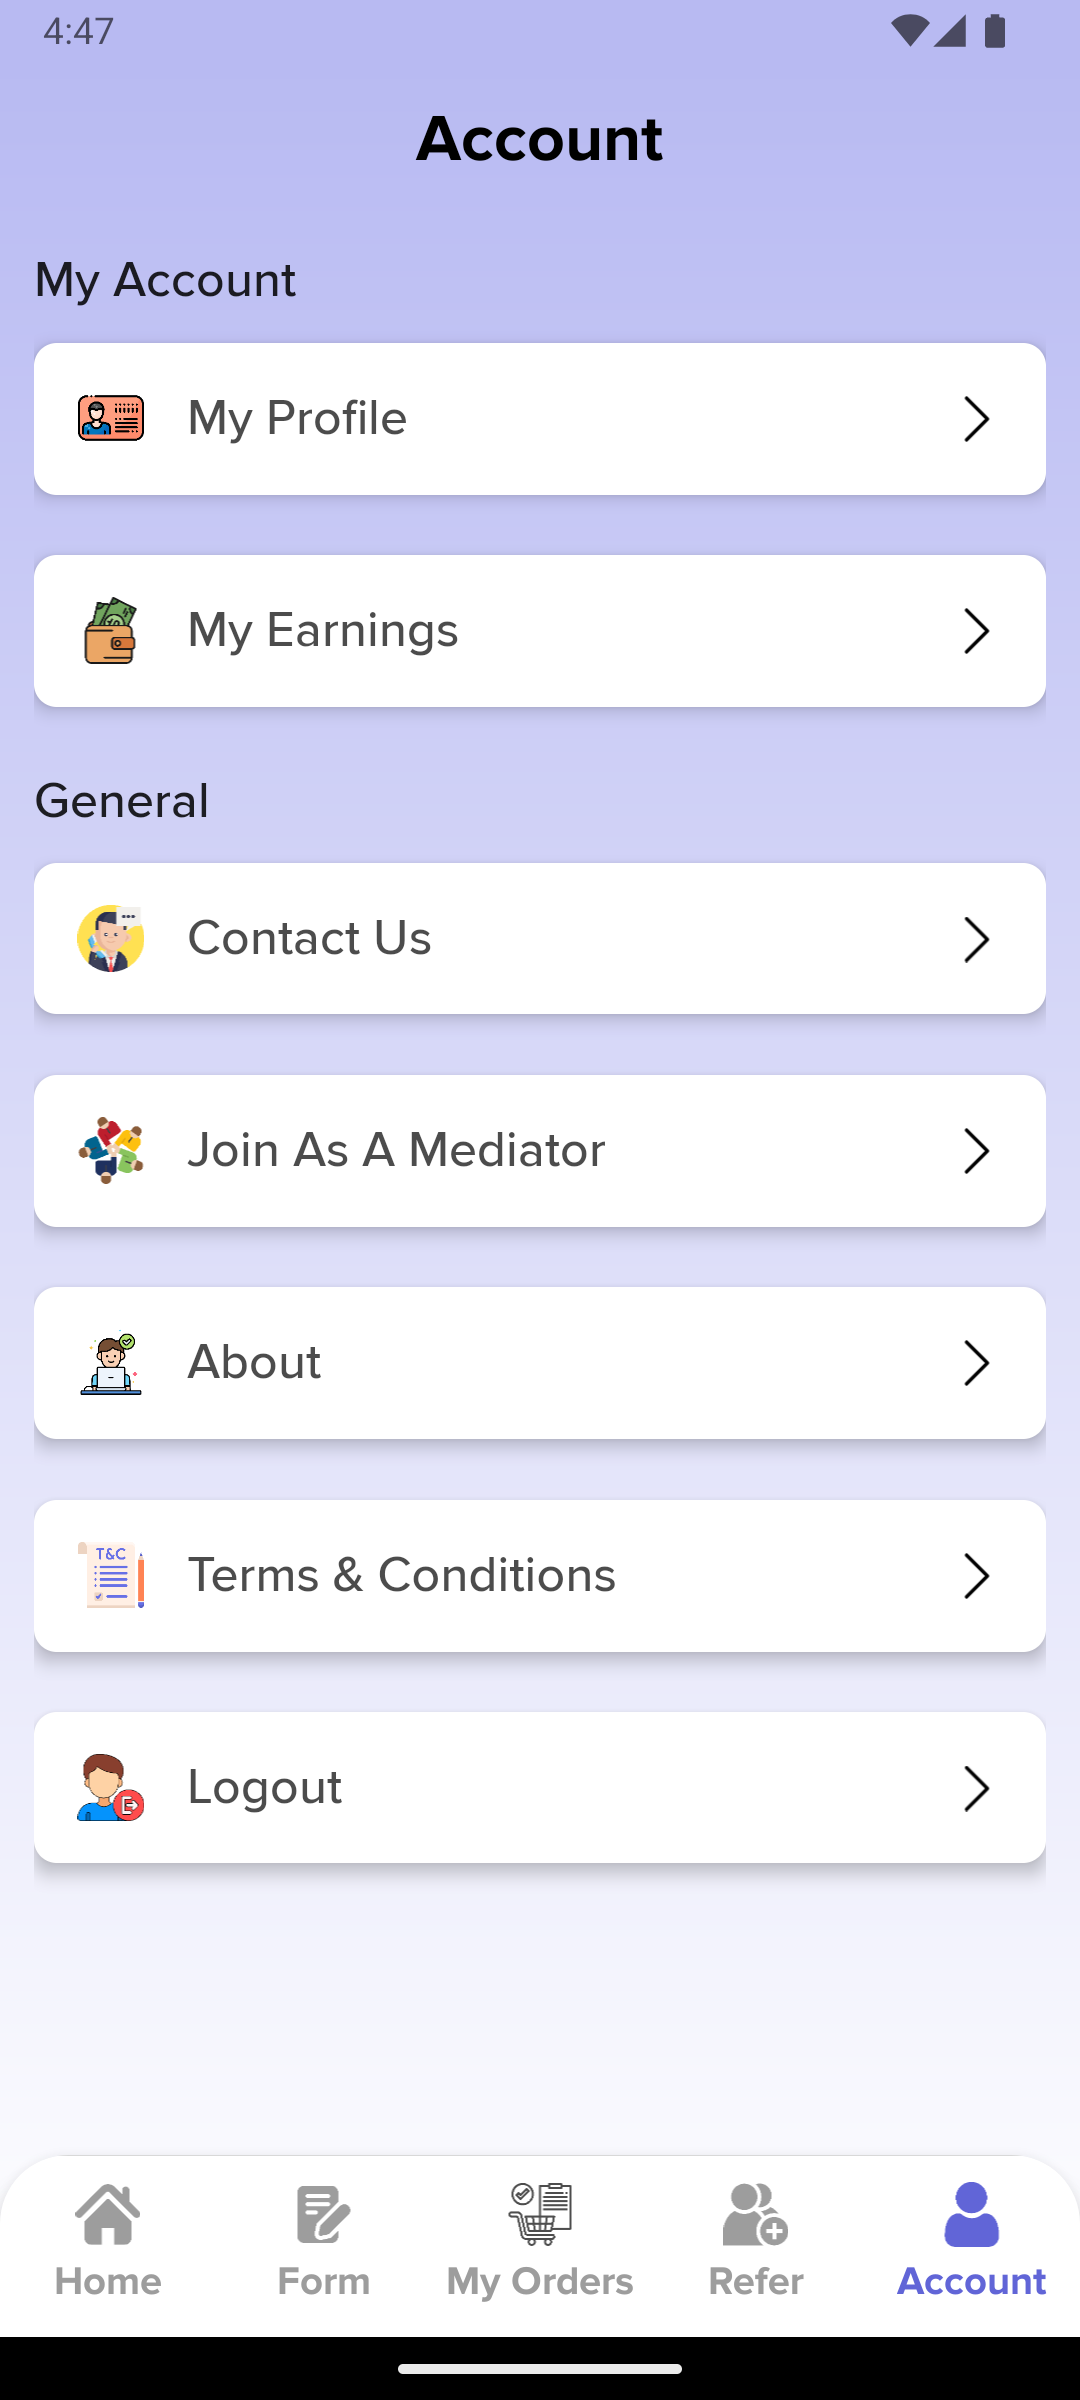 4:47
Account
My Account
My Profile
My Earnings
General
Contact Us
Join As A Mediator
About
T&C
Terms & Conditions
Logout
Home
Form
My Orders
Refer
Account